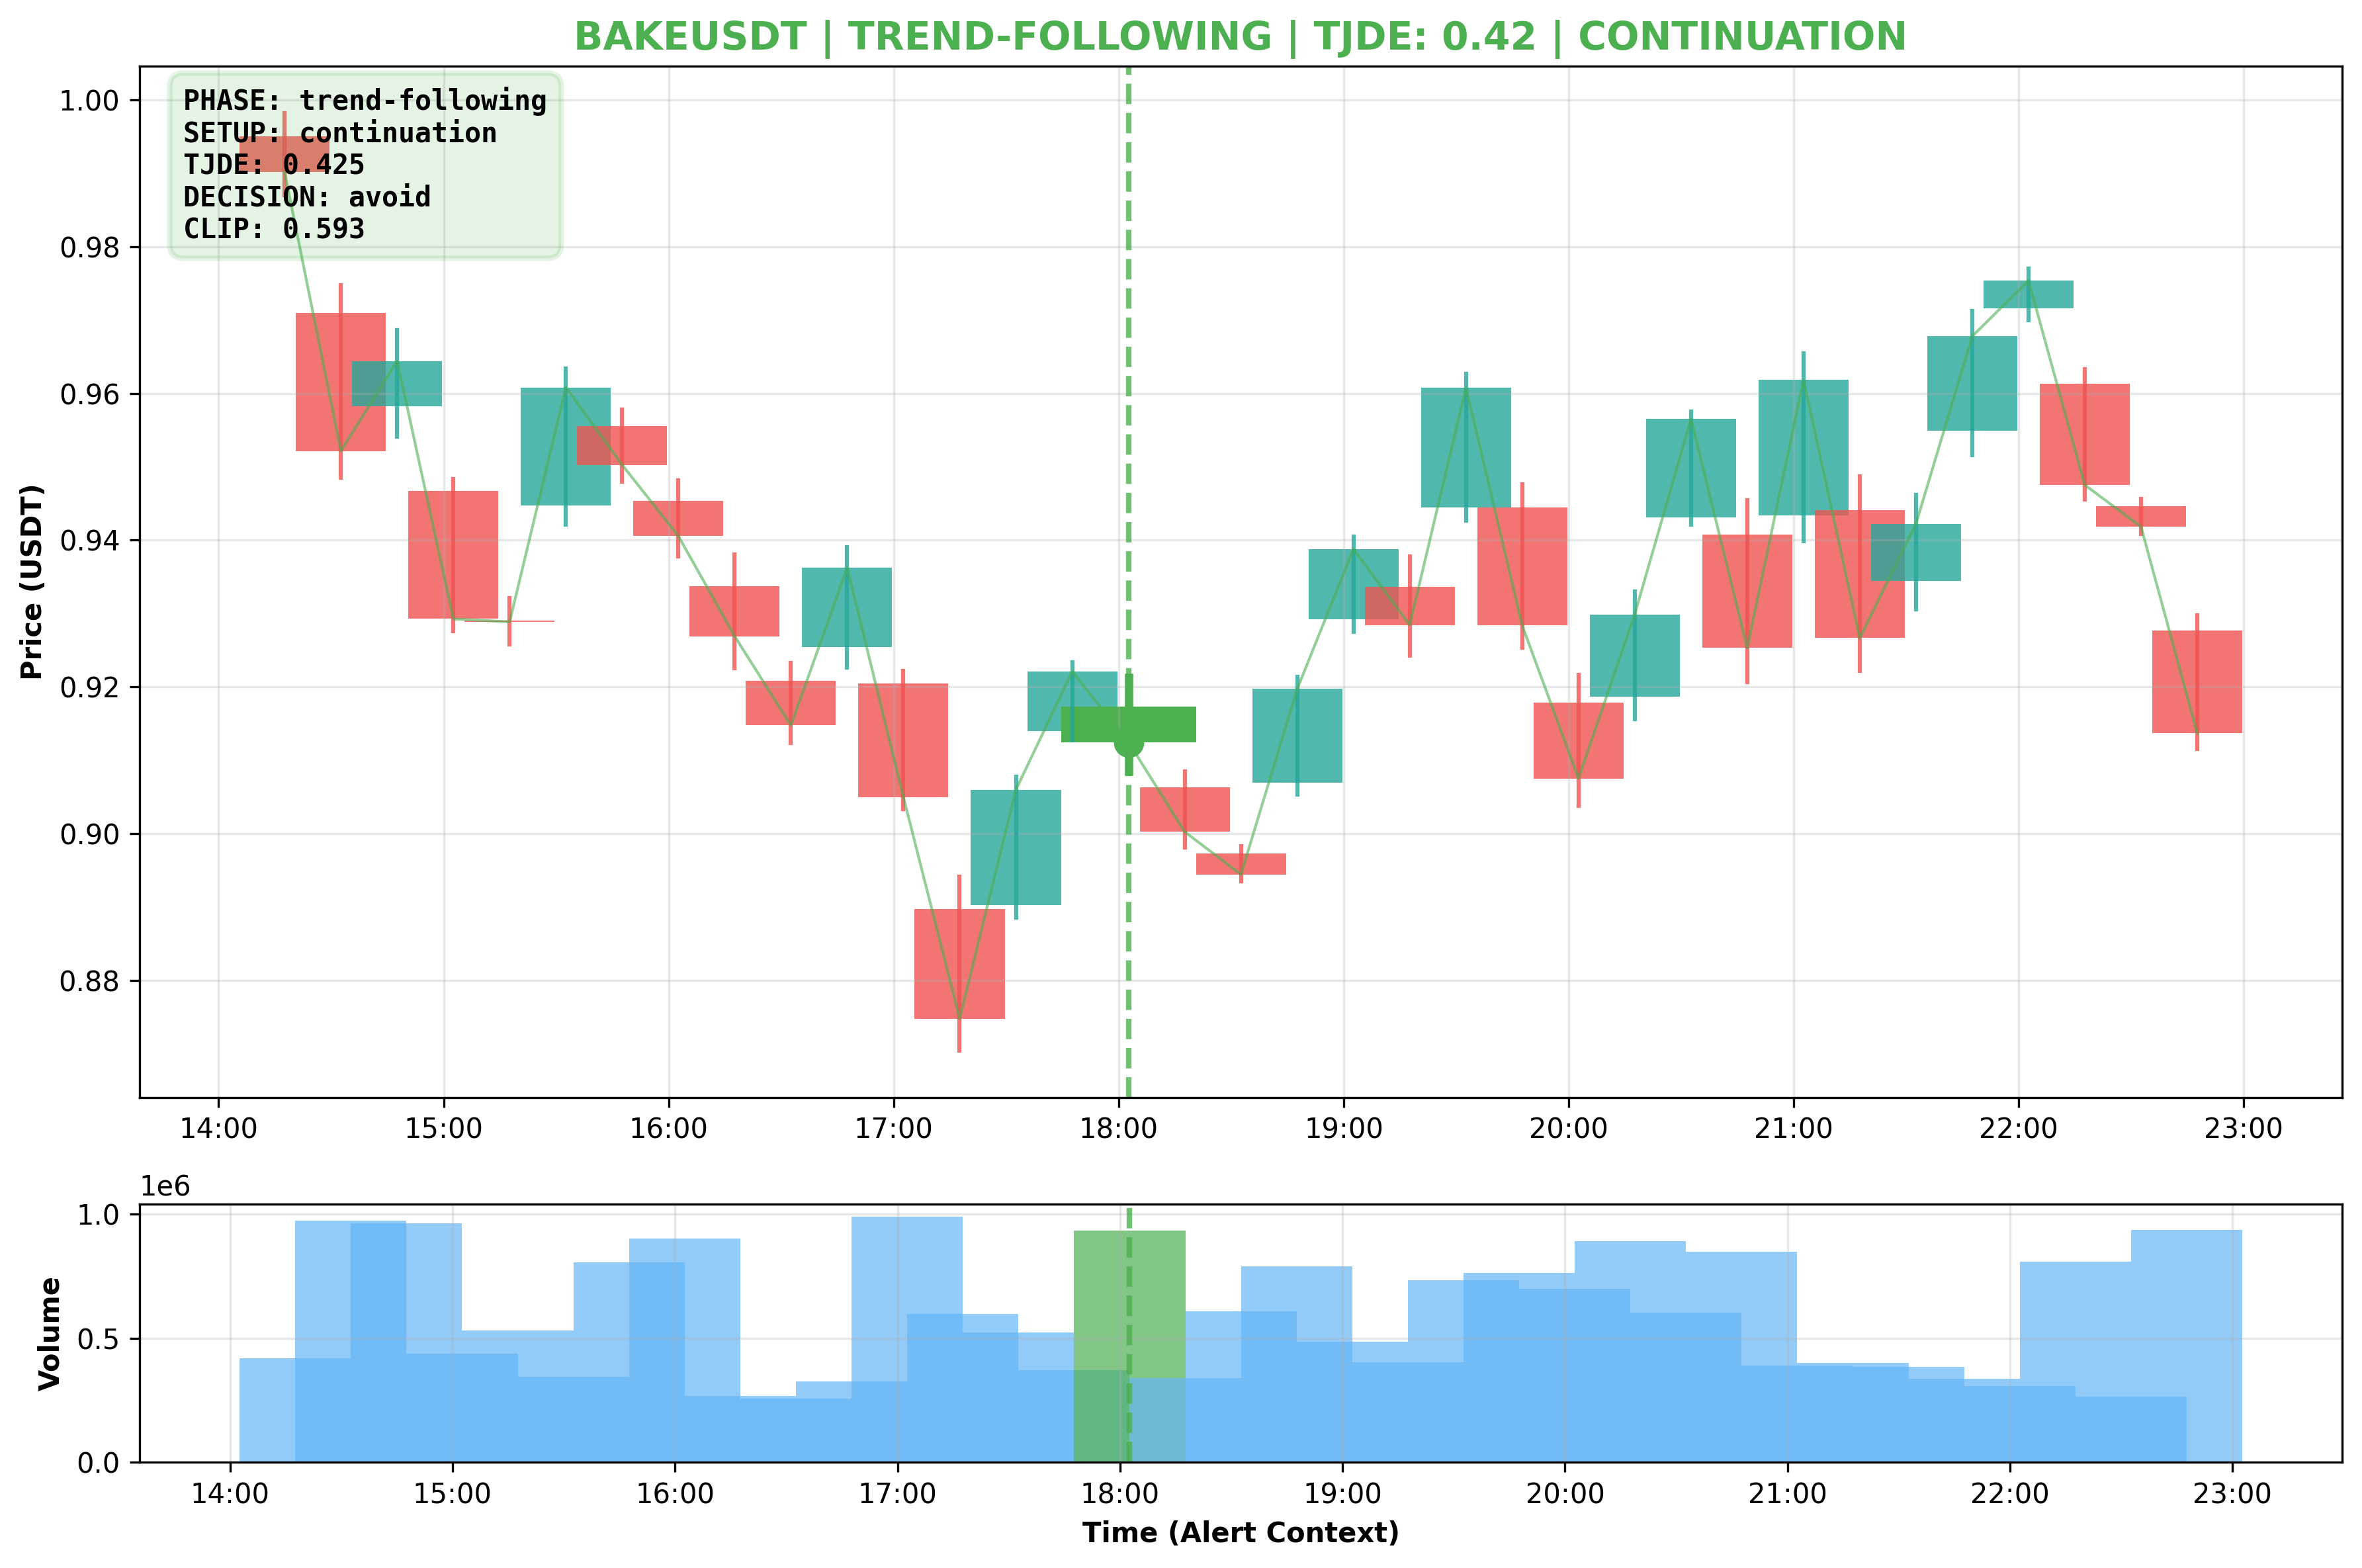 BAKEUSDT | TREND-FOLLOWING | TJDE: 0.42 | CONTINUATION
PHASE: trend-following
SETUP: continuation
TJDE: 0.425
DECISION: avoid
CLIP: 0.593
Price (USDT)
1.00
0.98
0.96
0.94
0.92
0.90
0.88
14:00 15:00 16:00 17:00 18:00 19:00 20:00 21:00 22:00 23:00
1e6
Volume
1.0
0.5
0.0
14:00 15:00 16:00 17:00 18:00 19:00 20:00 21:00 22:00 23:00
Time (Alert Context)